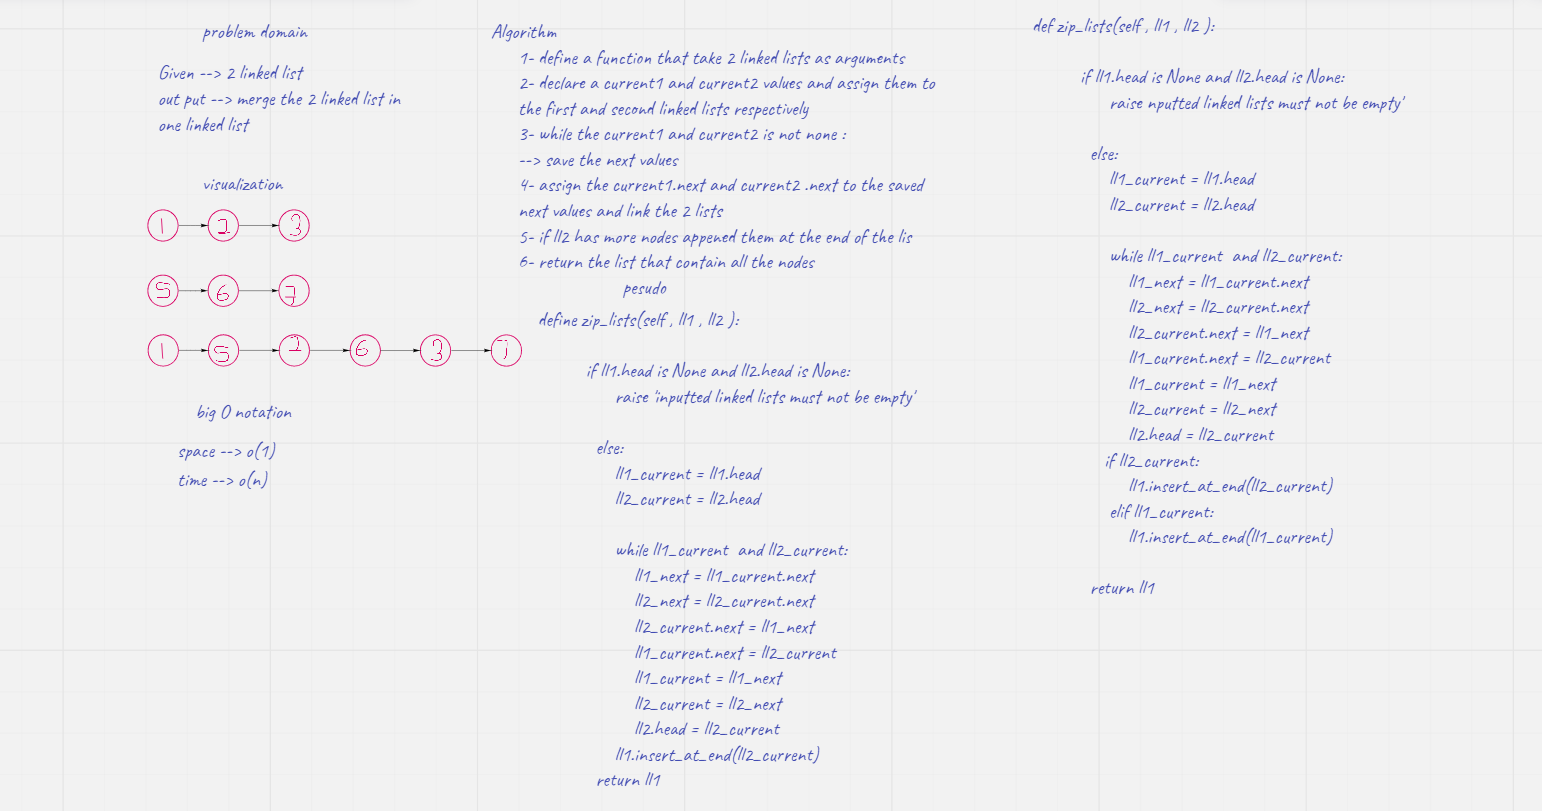 problem domain
Given --> 2 linked list
out put --> merge the 2 linked list in
one linked list
visualization
1 2 3
5 6 7
1 5 2 6 3 7
big O notation
space --> o(1)
time --> o(n)
Algorithm
1- define a function that take 2 linked lists as arguments
2- declare a current1 and current2 values and assign them to
the first and second linked lists respectively
3- while the current1 and current2 is not none :
--> save the next values
4- assign the current1.next and current2 .next to the saved
next values and link the 2 lists
5- if ll2 has more nodes appened them at the end of the lis
6- return the list that contain all the nodes
pesudo
define zip_lists(self , ll1 , ll2 ):
if ll1.head is None and ll2.head is None:
raise 'inputted linked lists must not be empty'
else:
ll1_current = ll1.head
ll2_current = ll2.head
while ll1_current  and ll2_current:
ll1_next = ll1_current.next
ll2_next = ll2_current.next
ll2_current.next = ll1_next
ll1_current.next = ll2_current
ll1_current = ll1_next
ll2_current = ll2_next
ll2.head = ll2_current
ll1.insert_at_end(ll2_current)
return ll1
def zip_lists(self , ll1 , ll2 ):
if ll1.head is None and ll2.head is None:
raise nputted linked lists must not be empty'
else:
ll1_current = ll1.head
ll2_current = ll2.head
while ll1_current  and ll2_current:
ll1_next = ll1_current.next
ll2_next = ll2_current.next
ll2_current.next = ll1_next
ll1_current.next = ll2_current
ll1_current = ll1_next
ll2_current = ll2_next
ll2.head = ll2_current
if ll2_current:
ll1.insert_at_end(ll2_current)
elif ll1_current:
ll1.insert_at_end(ll1_current)
return ll1